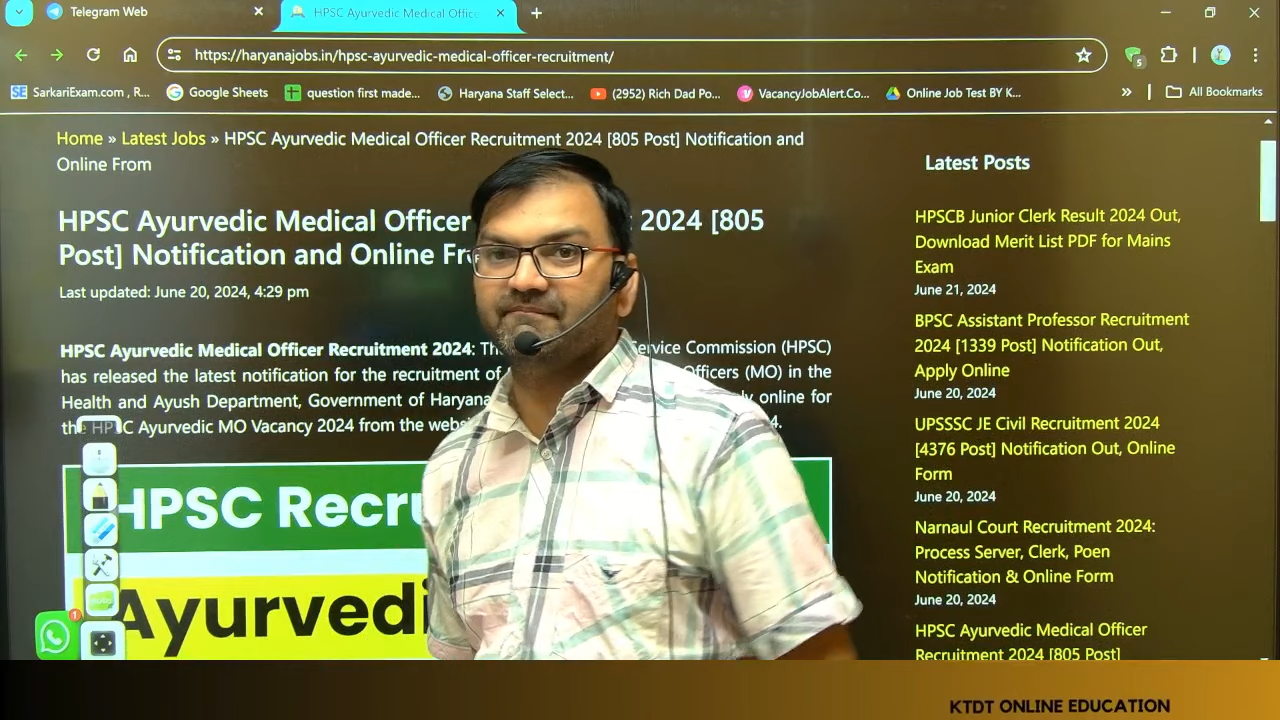 Telegram Web
HPSC Ayurvedic Medical Office
https://haryanajobs.in/hpsc-ayurvedic-medical-officer-recruitment/
5
SE SarkariExam.com , R...
Google Sheets
question first made...
Haryana Staff Select...
(2952) Rich Dad Po...
VacancyJobAlert.Co...
Online Job Test BY K...
»
All Bookmarks
Home » Latest Jobs » HPSC Ayurvedic Medical Officer Recruitment 2024 [805 Post] Notification and
Online From
HPSC Ayurvedic Medical Officer 2024 [805
Post] Notification and Online
Last updated: June 20, 2024, 4:29 pm
HPSC Ayurvedic Medical Officer Recruitment 2024: Service Commission (HPSC)
has released the latest notification for the recruitment of Officers (MO) in the
Health and Ayush Department, Government of Haryana online for
the HPSC Ayurvedic MO Vacancy 2024 from the 4.
HPSC Recru
Ayurvedi
1
Latest Posts
HPSCB Junior Clerk Result 2024 Out,
Download Merit List PDF for Mains
Exam
June 21, 2024
BPSC Assistant Professor Recruitment
2024 [1339 Post] Notification Out,
Apply Online
June 20, 2024
UPSSSC JE Civil Recruitment 2024
[4376 Post] Notification Out, Online
Form
June 20, 2024
Narnaul Court Recruitment 2024:
Process Server, Clerk, Poen
Notification & Online Form
June 20, 2024
HPSC Ayurvedic Medical Officer
Recruitment 2024 [805 Post]
KTDT ONLINE EDUCATION